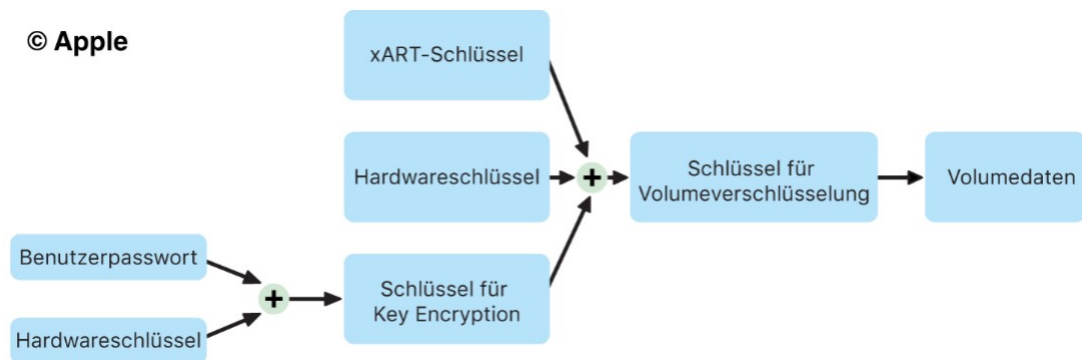 © Apple
xART-Schlüssel
Hardwareschlüssel
+
Schlüssel für
Volumeverschlüsselung
Volumedaten
Benutzerpasswort
Hardwareschlüssel
+
Schlüssel für
Key Encryption